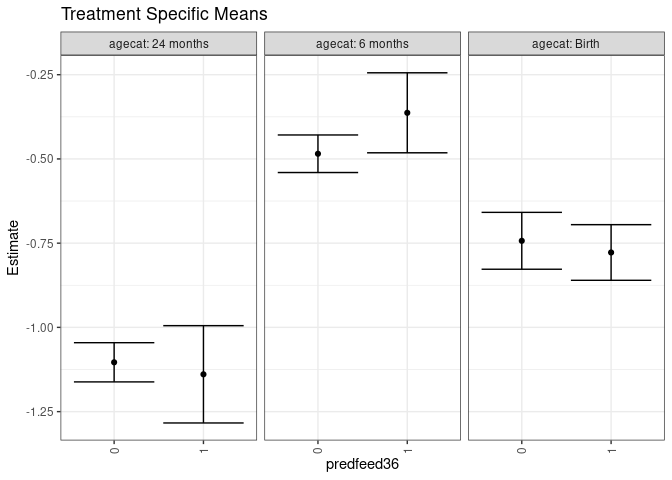 Treatment Specific Means
agecat: 24 months
agecat: 6 months
agecat: Birth
Estimate
-0.25
-0.50
-0.75
-1.00
-1.25
0
1
0
1
0
1
predfeed36